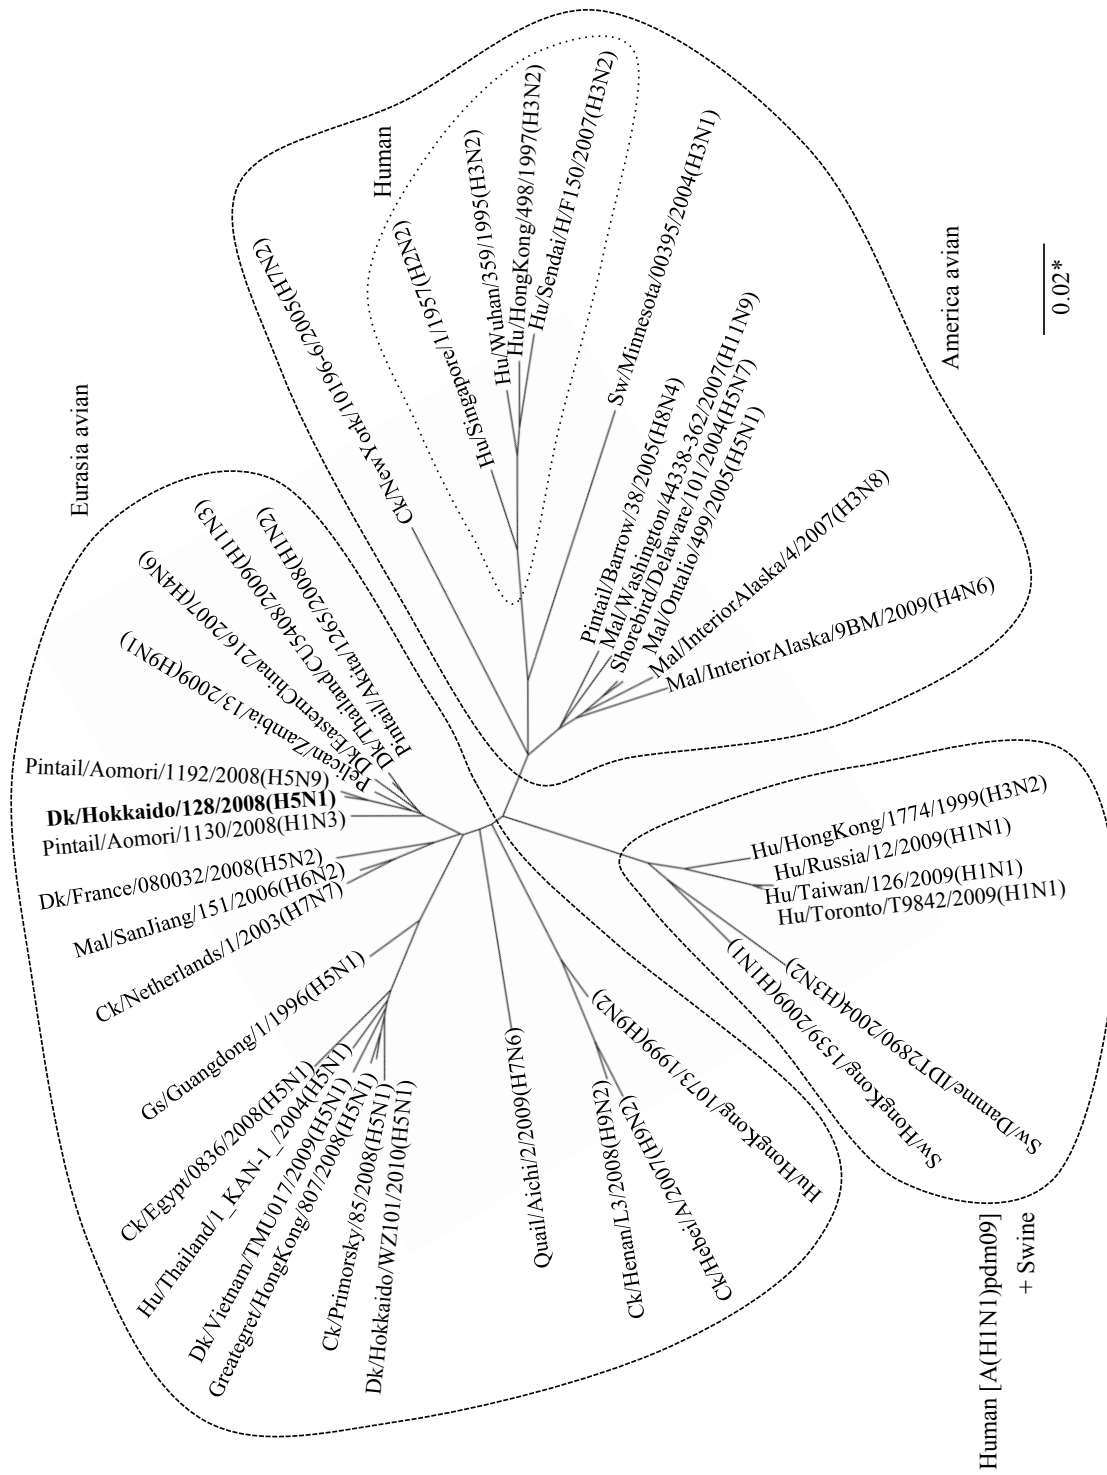 Human
Hu/Singapore/1/1957(H2N2)
Hu/Wuhan/359/1995(H3N2)
Hu/HongKong/498/1997(H3N2)
Hu/Sendai/H/F150/2007(H3N2)
Sw/Minnesota/00395/2004(H3N1)
Ck/NewYork/10196-6/2005(H7N2)
America avian
0.02*
Pintail/Barrow/38/2005(H8N4)
Mal/Washington/44338-362/2007(H11N9)
Shorebird/Delaware/101/2004(H5N7)
Mal/Ontalio/499/2005(H5N1)
Mal/InteriorAlaska/4/2007(H3N8)
Mal/InteriorAlaska/9BM/2009(H4N6)
Eurasia avian
Pintail/Akita/1265/2008(H1N2)
Dk/Thailand/CU5408/2009(H11N3)
Dk/EasternChina/216/2007(H4N6)
Pelican/Zambia/13/2009(H9N1)
Pintail/Aomori/1192/2008(H5N9)
Dk/Hokkaido/128/2008(H5N1)
Pintail/Aomori/1130/2008(H1N3)
Dk/France/080032/2008(H5N2)
Mal/SanJiang/151/2006(H6N2)
Ck/Netherlands/1/2003(H7N7)
Gs/Guangdong/1/1996(H5N1)
Ck/Egypt/0836/2008(H5N1)
Hu/Thailand/1_KAN-1_/2004(H5N1)
Dk/Vietnam/TMU017/2009(H5N1)
Greategret/HongKong/807/2008(H5N1)
Ck/Primorsky/85/2008(H5N1)
Dk/Hokkaido/WZ101/2010(H5N1)
Quail/Aichi/2/2009(H7N6)
Ck/Henan/L3/2008(H9N2)
Ck/Hebei/A/2007(H9N2)
Hu/HongKong/1073/1999(H9N2)
Hu/HongKong/1774/1999(H3N2)
Hu/Russia/12/2009(H1N1)
Hu/Taiwan/126/2009(H1N1)
Hu/Toronto/T9842/2009(H1N1)
Sw/HongKong/1539/2009(H1N1)
Sw/Damme/IDT2890/2004(H3N2)
Human [A(H1N1)pdm09]
+ Swine